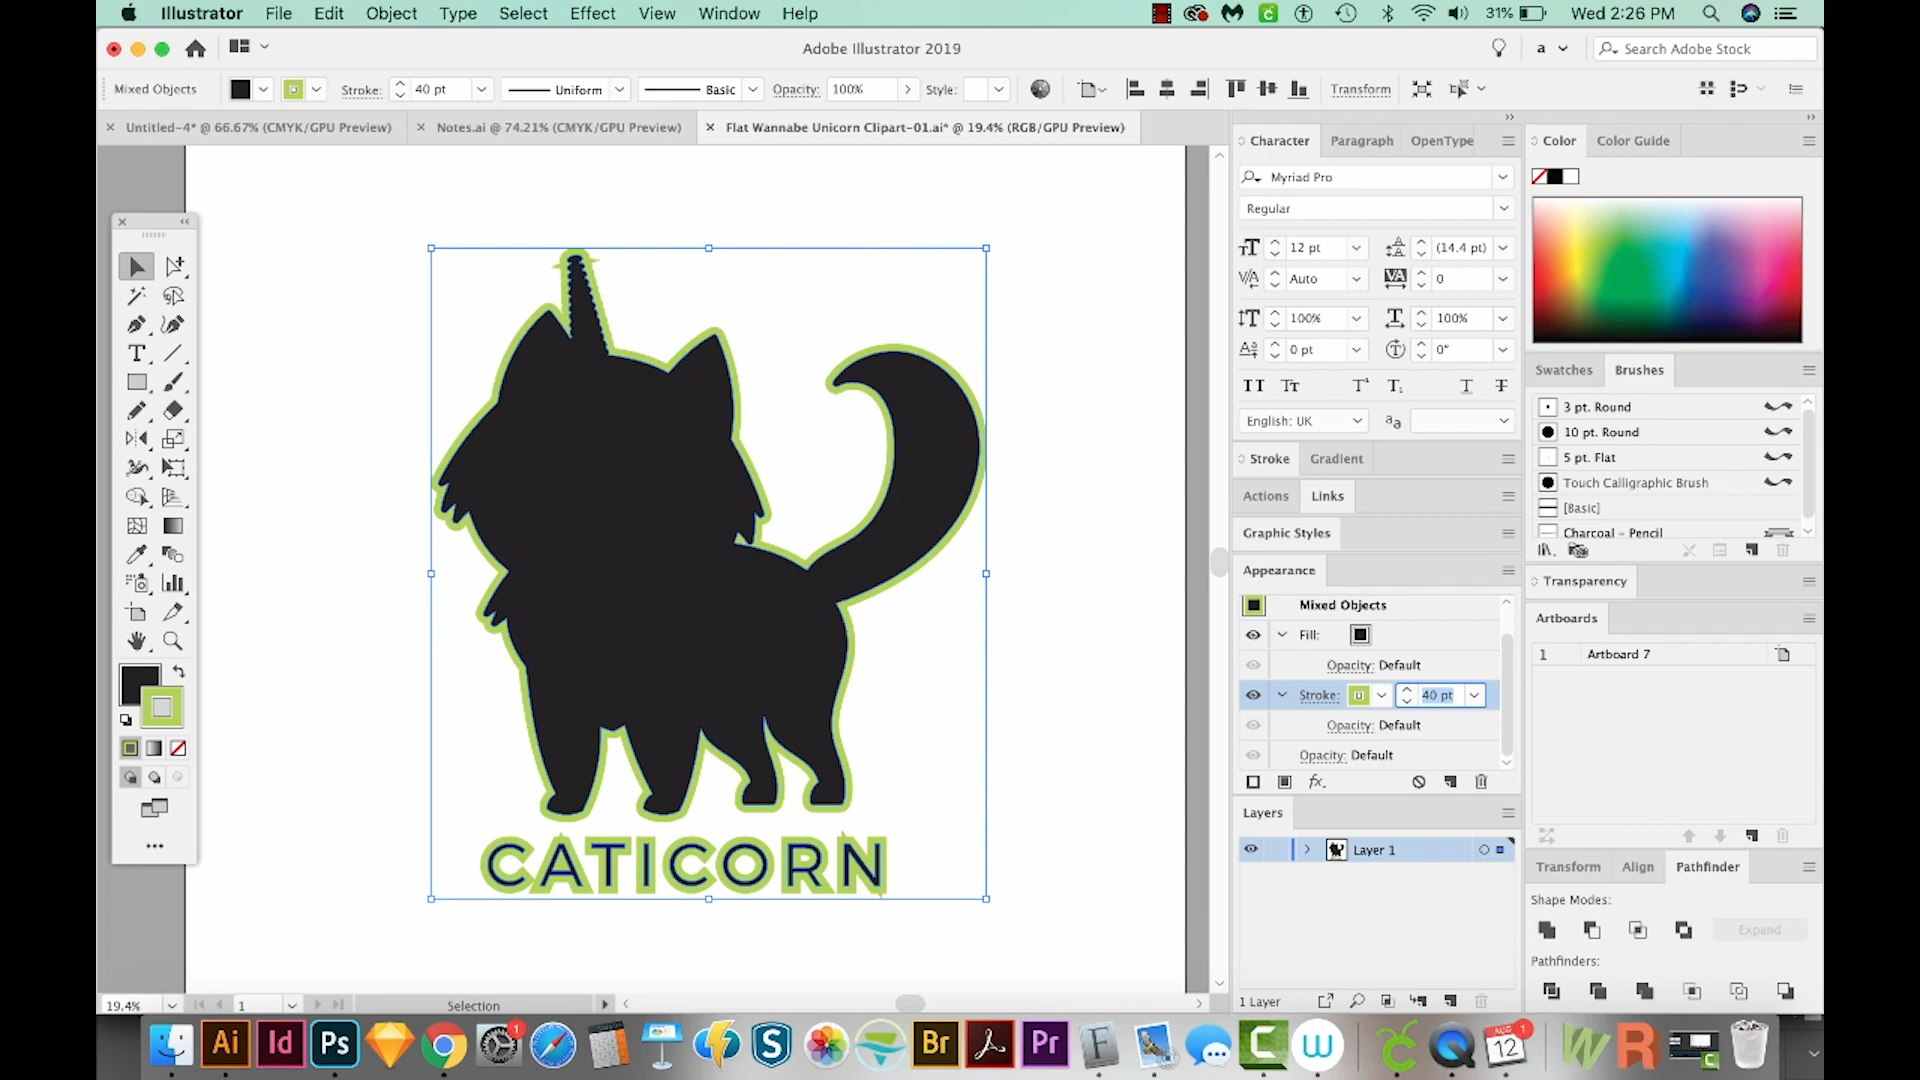 Illustrator File Edit Object Type Select Effect View Window Help 31% Wed 2:26 PM
Adobe Illustrator 2019 a Search Adobe Stock
Mixed Objects Stroke: 40 pt Uniform Basic Opacity: 100% Style: Transform
Untitled-4* @ 66.67% (CMYK/GPU Preview) Notes.ai @ 74.21% (CMYK/GPU Preview) Flat Wannabe Unicorn Clipart-01.ai* @ 19.4% (RGB/GPU Preview)
Character Paragraph OpenType
Myriad Pro
Regular
12 pt (14.4 pt)
Auto 0
100% 100%
0 pt 0°
English: UK
Stroke Gradient
Actions Links
Graphic Styles
Appearance
Mixed Objects
Fill:
Opacity: Default
Stroke: 40 pt
Opacity: Default
Opacity: Default
fx.
Layers
Layer 1
1 Layer
Color Color Guide
Swatches Brushes
3 pt. Round
10 pt. Round
5 pt. Flat
Touch Calligraphic Brush
[Basic]
Charcoal - Pencil
Transparency
Artboards
1 Artboard 7
Transform Align Pathfinder
Shape Modes:
Expand
Pathfinders:
CATICORN
19.4% 1 Selection
Ai Id Ps 1 S Br Pr F AUG 12 1 W R